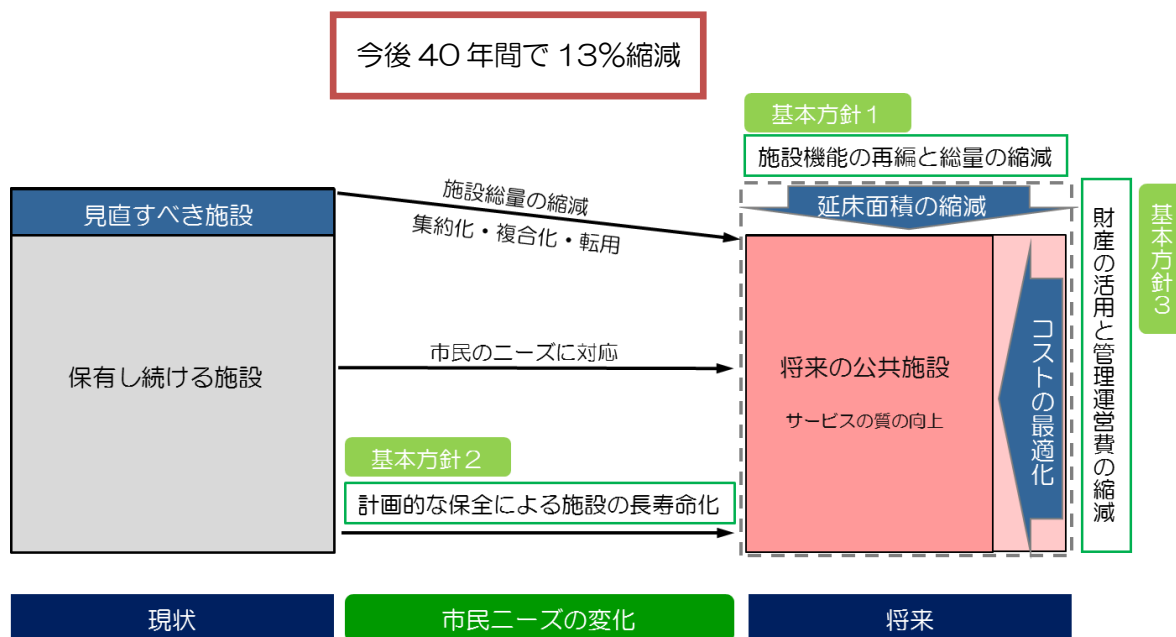 今後 40 年間で 13%縮減
基本方針１
施設機能の再編と総量の縮減
見直すべき施設
施設総量の縮減
集約化・複合化・転用
延床面積の縮減
保有し続ける施設
市民のニーズに対応
将来の公共施設
サービスの質の向上
コストの最適化
財産の活用と管理運営費の縮減
基本方針３
基本方針２
計画的な保全による施設の長寿命化
現状
市民ニーズの変化
将来